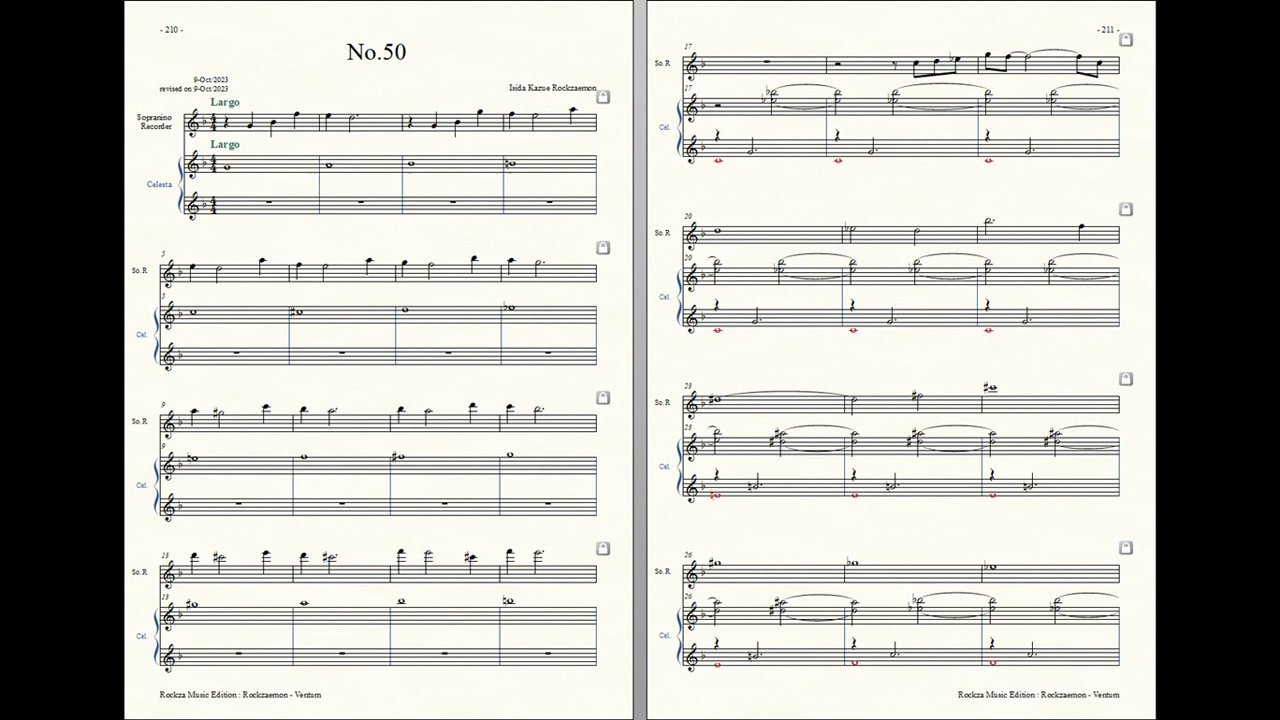 - 210 -
No.50
9-Oct/2023
revised on 9-Oct/2023
Isida Kazue Rockzaemon
Largo
Sopranino
Recorder
Largo
Celesta
5
So.R
5
Cel.
9
So.R
9
Cel.
13
So.R
13
Cel.
Rockza Music Edition : Rockzaemon - Ventum
- 211 -
17
So.R
17
Cel.
20
So.R
20
Cel.
23
So.R
23
Cel.
26
So.R
26
Cel.
Rockza Music Edition : Rockzaemon - Ventum